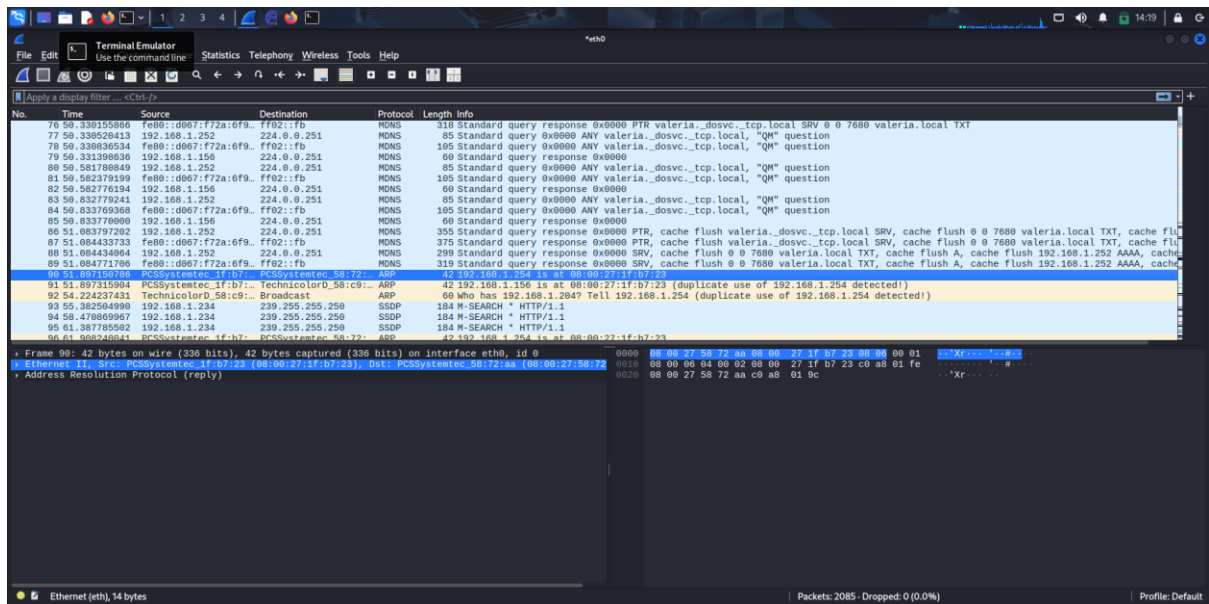 1 2 3 4 14:19
*eth0
Terminal Emulator
Use the command line
File Edit Statistics Telephony Wireless Tools Help
Apply a display filter ... <Ctrl-/>
No. Time Source Destination Protocol Length Info
76 50.330155866 fe80::d067:f72a:6f9… ff02::fb MDNS 318 Standard query response 0x0000 PTR valeria._dosvc._tcp.local SRV 0 0 7680 valeria.local TXT
77 50.330520413 192.168.1.252 224.0.0.251 MDNS 85 Standard query 0x0000 ANY valeria._dosvc._tcp.local, "QM" question
78 50.330836534 fe80::d067:f72a:6f9… ff02::fb MDNS 105 Standard query 0x0000 ANY valeria._dosvc._tcp.local, "QM" question
79 50.331398636 192.168.1.156 224.0.0.251 MDNS 60 Standard query response 0x0000
80 50.581780849 192.168.1.252 224.0.0.251 MDNS 85 Standard query 0x0000 ANY valeria._dosvc._tcp.local, "QM" question
81 50.582379199 fe80::d067:f72a:6f9… ff02::fb MDNS 105 Standard query 0x0000 ANY valeria._dosvc._tcp.local, "QM" question
82 50.582776194 192.168.1.156 224.0.0.251 MDNS 60 Standard query response 0x0000
83 50.832779241 192.168.1.252 224.0.0.251 MDNS 85 Standard query 0x0000 ANY valeria._dosvc._tcp.local, "QM" question
84 50.833769368 fe80::d067:f72a:6f9… ff02::fb MDNS 105 Standard query 0x0000 ANY valeria._dosvc._tcp.local, "QM" question
85 50.833770000 192.168.1.156 224.0.0.251 MDNS 60 Standard query response 0x0000
86 51.083797202 192.168.1.252 224.0.0.251 MDNS 355 Standard query response 0x0000 PTR, cache flush valeria._dosvc._tcp.local SRV, cache flush 0 0 7680 valeria.local TXT, cache flu
87 51.084433733 fe80::d067:f72a:6f9… ff02::fb MDNS 375 Standard query response 0x0000 PTR, cache flush valeria._dosvc._tcp.local SRV, cache flush 0 0 7680 valeria.local TXT, cache flu
88 51.084434064 192.168.1.252 224.0.0.251 MDNS 299 Standard query response 0x0000 SRV, cache flush 0 0 7680 valeria.local TXT, cache flush A, cache flush 192.168.1.252 AAAA, cache
89 51.084771706 fe80::d067:f72a:6f9… ff02::fb MDNS 319 Standard query response 0x0000 SRV, cache flush 0 0 7680 valeria.local TXT, cache flush A, cache flush 192.168.1.252 AAAA, cache
90 51.897150786 PCSSystemtec_1f:b7:… PCSSystemtec_58:72:… ARP 42 192.168.1.254 is at 08:00:27:1f:b7:23
91 51.897315904 PCSSystemtec_1f:b7:… TechnicolorD_58:c9:… ARP 42 192.168.1.156 is at 08:00:27:1f:b7:23 (duplicate use of 192.168.1.254 detected!)
92 54.224237431 TechnicolorD_58:c9:… Broadcast ARP 60 Who has 192.168.1.204? Tell 192.168.1.254 (duplicate use of 192.168.1.254 detected!)
93 55.382504990 192.168.1.234 239.255.255.250 SSDP 184 M-SEARCH * HTTP/1.1
94 58.470869967 192.168.1.234 239.255.255.250 SSDP 184 M-SEARCH * HTTP/1.1
95 61.387785502 192.168.1.234 239.255.255.250 SSDP 184 M-SEARCH * HTTP/1.1
96 61.908240041 PCSSystemtec_1f:b7:… PCSSystemtec_58:72:… ARP 42 192.168.1.254 is at 08:00:27:1f:b7:23
Frame 90: 42 bytes on wire (336 bits), 42 bytes captured (336 bits) on interface eth0, id 0
Ethernet II, Src: PCSSystemtec_1f:b7:23 (08:00:27:1f:b7:23), Dst: PCSSystemtec_58:72:aa (08:00:27:58:72
Address Resolution Protocol (reply)
0000 08 00 27 58 72 aa 08 00 27 1f b7 23 08 06 00 01 ··'Xr··· '··#····
0010 08 00 06 04 00 02 08 00 27 1f b7 23 c0 a8 01 fe ········ '··#····
0020 08 00 27 58 72 aa c0 a8 01 9c ··'Xr··· ··
Ethernet (eth), 14 bytes
Packets: 2085 · Dropped: 0 (0.0%)
Profile: Default